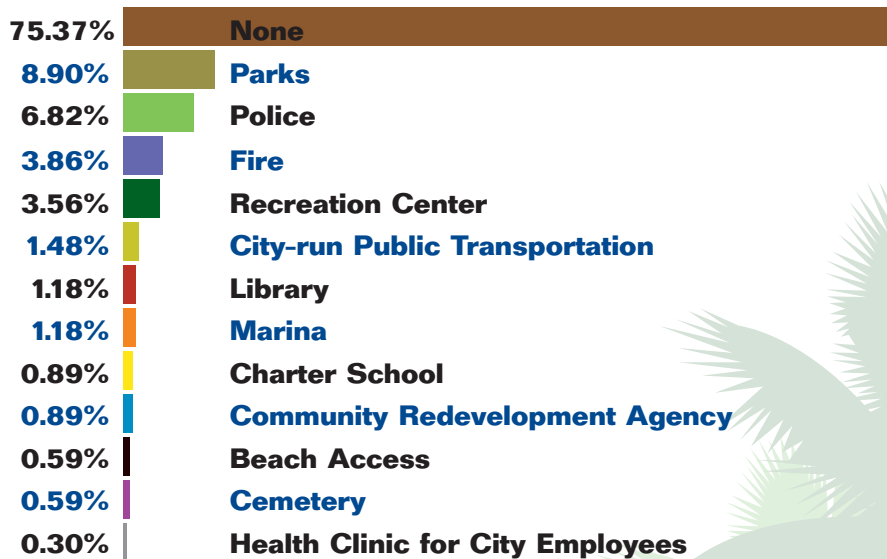 75.37% None
8.90% Parks
6.82% Police
3.86% Fire
3.56% Recreation Center
1.48% City-run Public Transportation
1.18% Library
1.18% Marina
0.89% Charter School
0.89% Community Redevelopment Agency
0.59% Beach Access
0.59% Cemetery
0.30% Health Clinic for City Employees